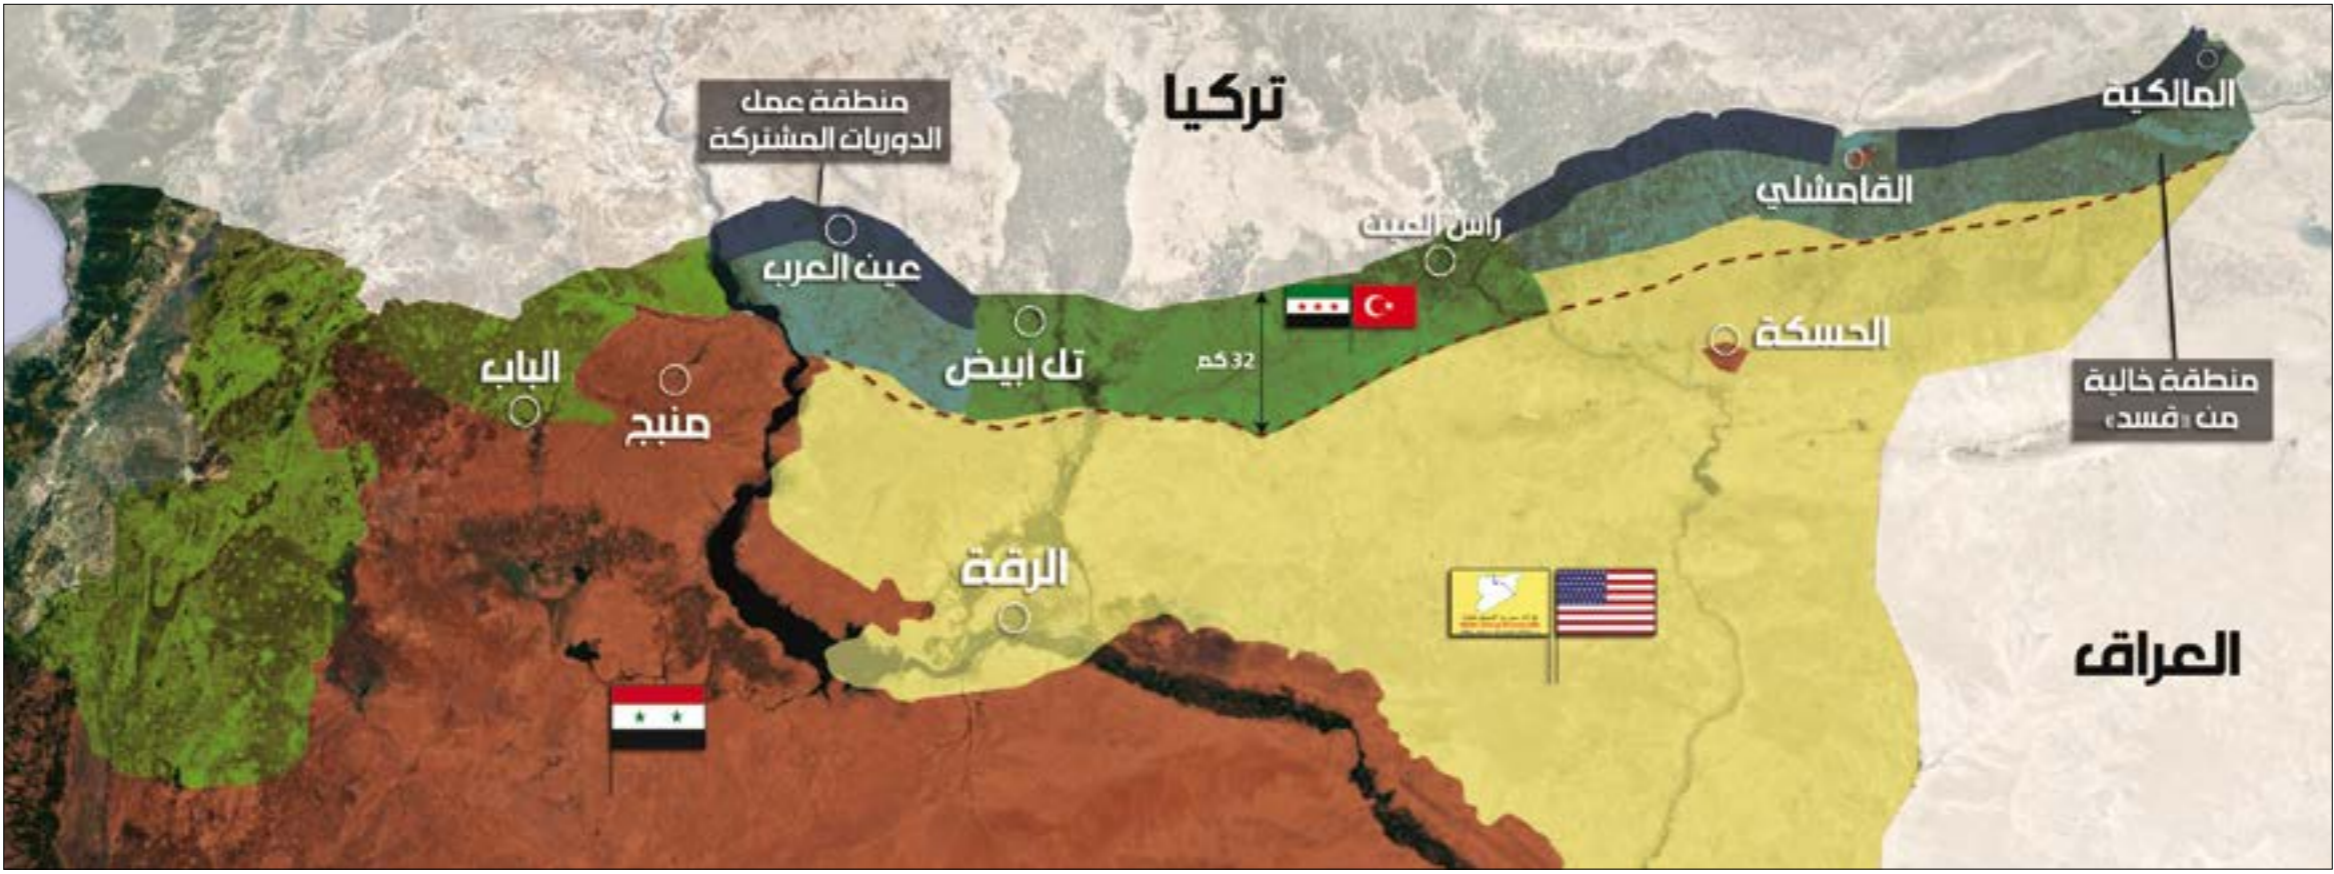 تركيا
منطقة عمل
الدوريات المشتركة
المالكية
القامشلي
راس العين
عين العرب
الحسكة
32 كم
تل أبيض
الباب
منبج
منطقة خالية
من «قسد»
الرقة
العراق